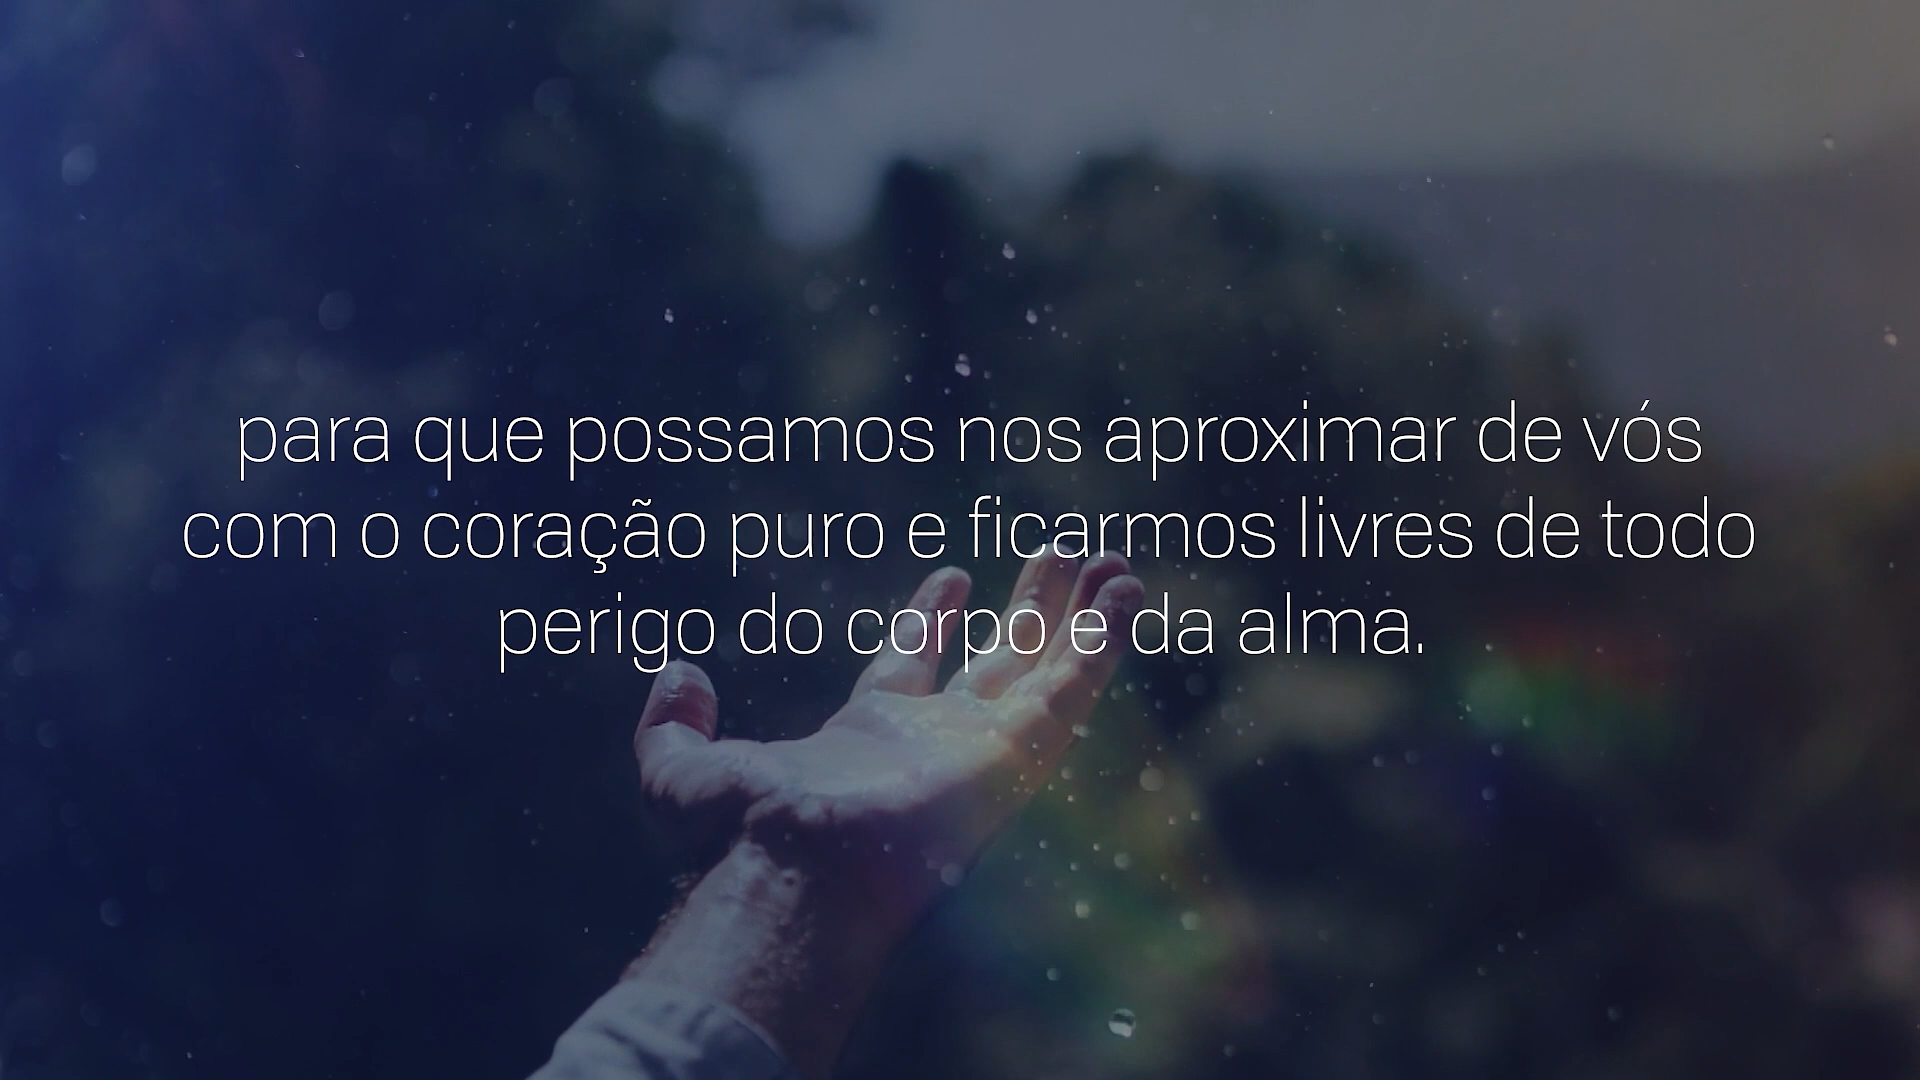 para que possamos nos aproximar de vós
com o coração puro e ficarmos livres de todo
perigo do corpo e da alma.